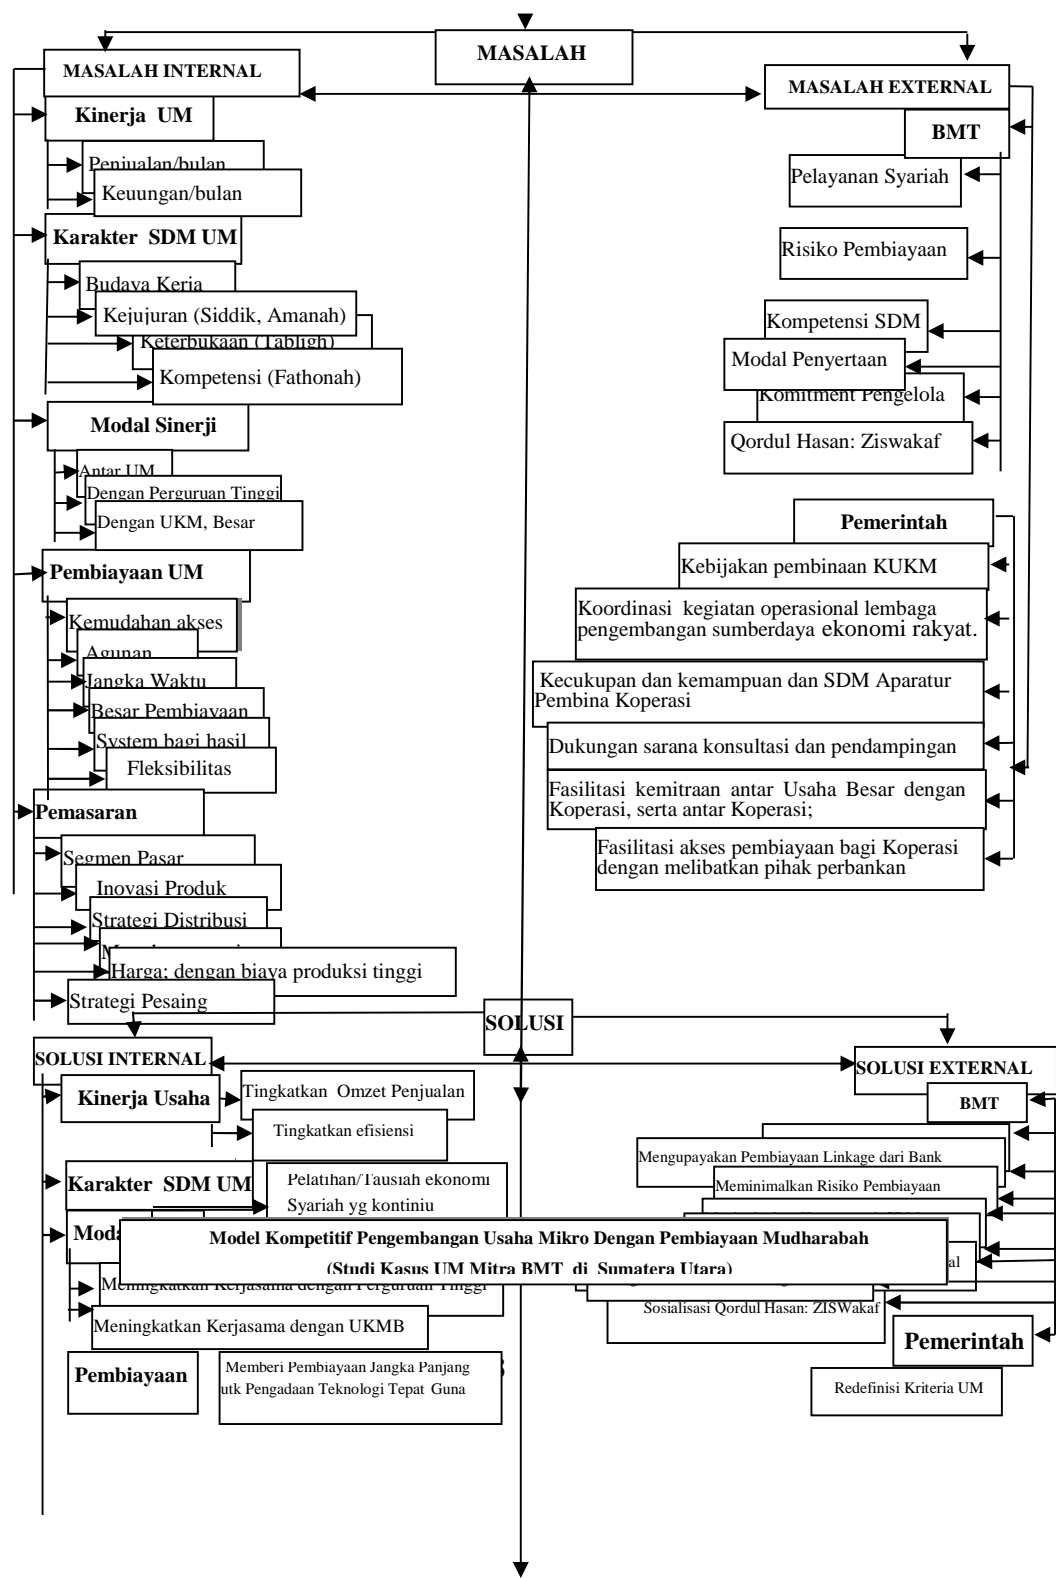 MASALAH
MASALAH INTERNAL
Kinerja UM
Penjualan/bulan
Keuungan/bulan
Karakter SDM UM
Budaya Kerja
Kejujuran (Siddik, Amanah)
Keterbukaan (Tabligh)
Kompetensi (Fathonah)
Modal Sinerji
Antar UM
Dengan Perguruan Tinggi
Dengan UKM, Besar
Pembiayaan UM
Kemudahan akses
Agunan
Jangka Waktu
Besar Pembiayaan
System bagi hasil
Fleksibilitas
Pemasaran
Segmen Pasar
Inovasi Produk
Strategi Distribusi
Harga; dengan biaya produksi tinggi
Strategi Pesaing
MASALAH EXTERNAL
BMT
Pelayanan Syariah
Risiko Pembiayaan
Kompetensi SDM
Modal Penyertaan
Komitment Pengelola
Qordul Hasan: Ziswakaf
Pemerintah
Kebijakan pembinaan KUKM
Koordinasi kegiatan operasional lembaga
pengembangan sumberdaya ekonomi rakyat.
Kecukupan dan kemampuan dan SDM Aparatur
Pembina Koperasi
Dukungan sarana konsultasi dan pendampingan
Fasilitasi kemitraan antar Usaha Besar dengan
Koperasi, serta antar Koperasi;
Fasilitasi akses pembiayaan bagi Koperasi
dengan melibatkan pihak perbankan
SOLUSI
SOLUSI INTERNAL
Kinerja Usaha
Tingkatkan Omzet Penjualan
Tingkatkan efisiensi
Karakter SDM UM
Pelatihan/Tausiah ekonomi
Syariah yg kontiniu
Model Kompetitif Pengembangan Usaha Mikro Dengan Pembiayaan Mudharabah
(Studi Kasus UM Mitra BMT di Sumatera Utara)
Meningkatkan Kerjasama dengan Perguruan Tinggi
Meningkatkan Kerjasama dengan UKMB
Pembiayaan
Memberi Pembiayaan Jangka Panjang
utk Pengadaan Teknologi Tepat Guna
SOLUSI EXTERNAL
BMT
Mengupayakan Pembiayaan Linkage dari Bank
Meminimalkan Risiko Pembiayaan
Sosialisasi Qordul Hasan: ZISWakaf
Pemerintah
Redefinisi Kriteria UM